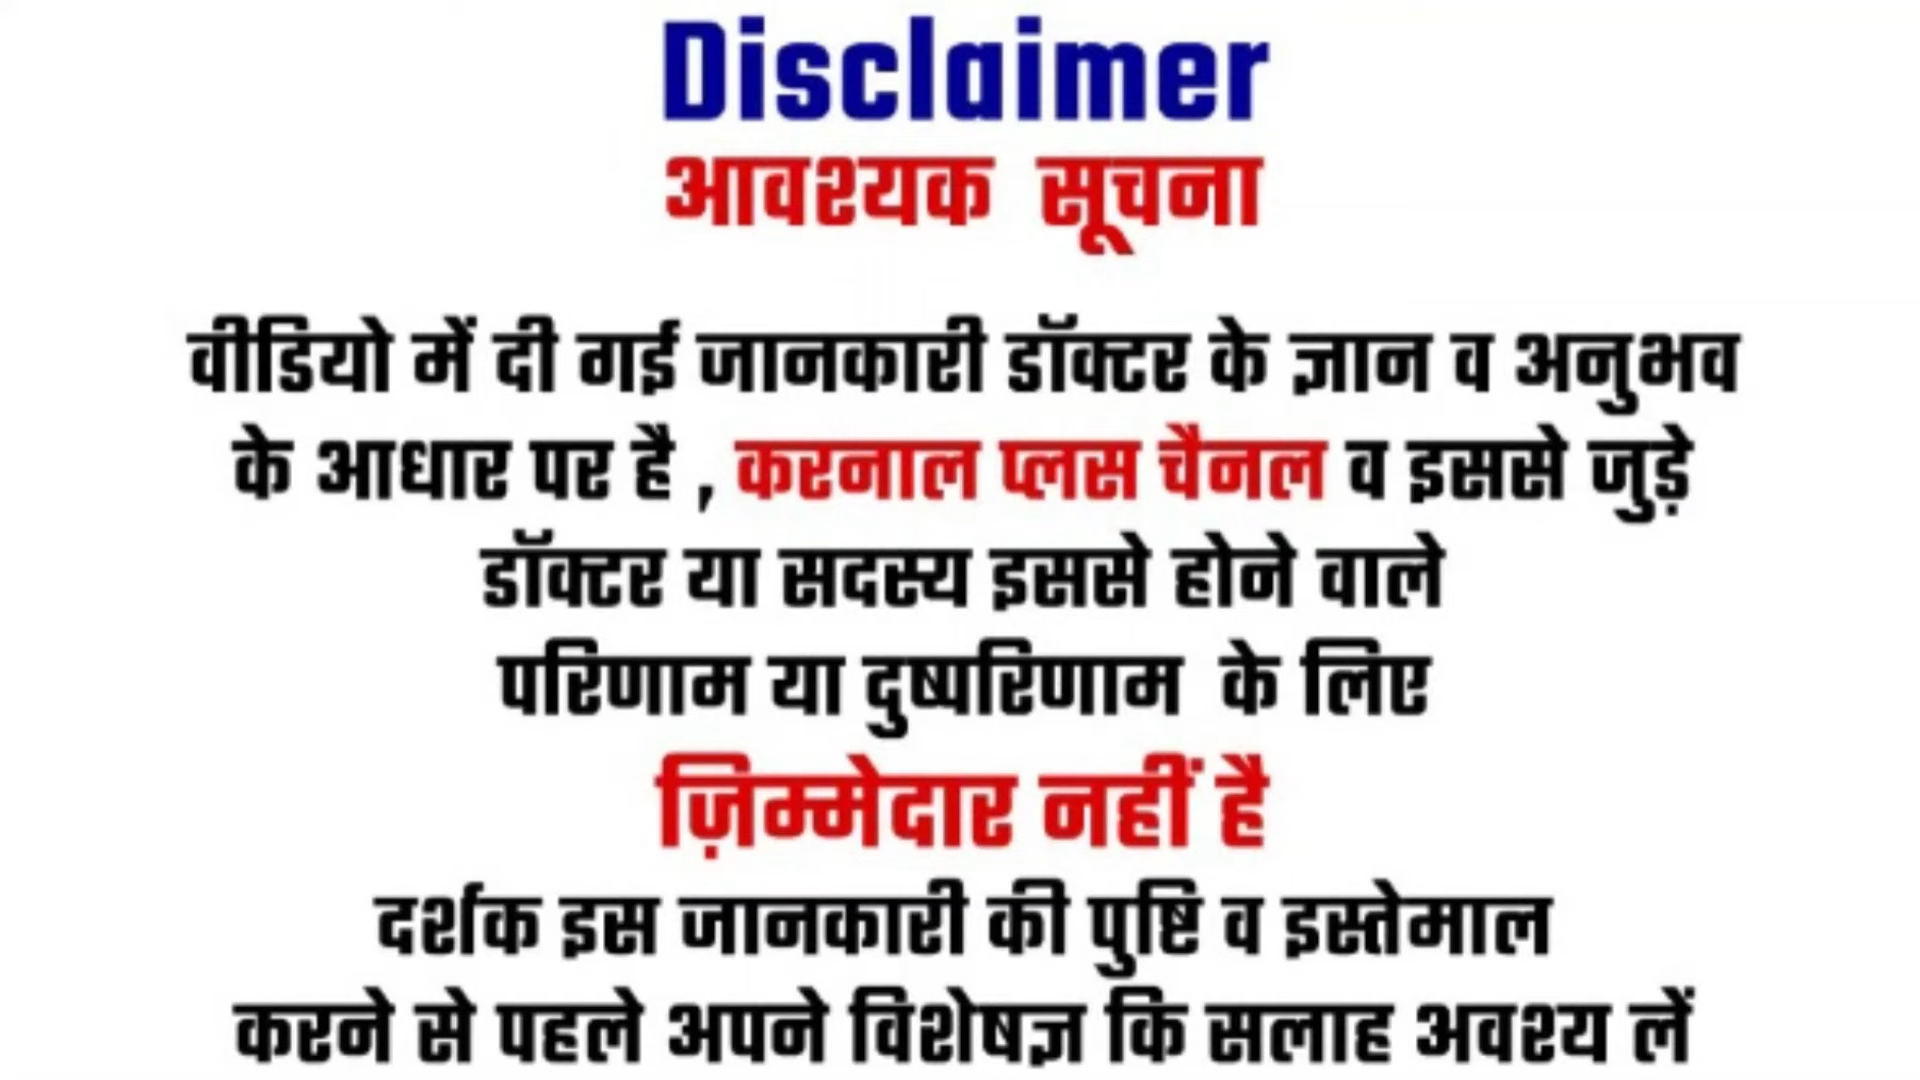 Disclaimer
आवश्यक सूचना
वीडियो में दी गई जानकारी डॉक्टर के ज्ञान व अनुभव
के आधार पर है , करनाल प्लस चैनल व इससे जुड़े
डॉक्टर या सदस्य इससे होने वाले
परिणाम या दुष्परिणाम के लिए
ज़िम्मेदार नहीं है
दर्शक इस जानकारी की पुष्टि व इस्तेमाल
करने से पहले अपने विशेषज्ञ कि सलाह अवश्य लें